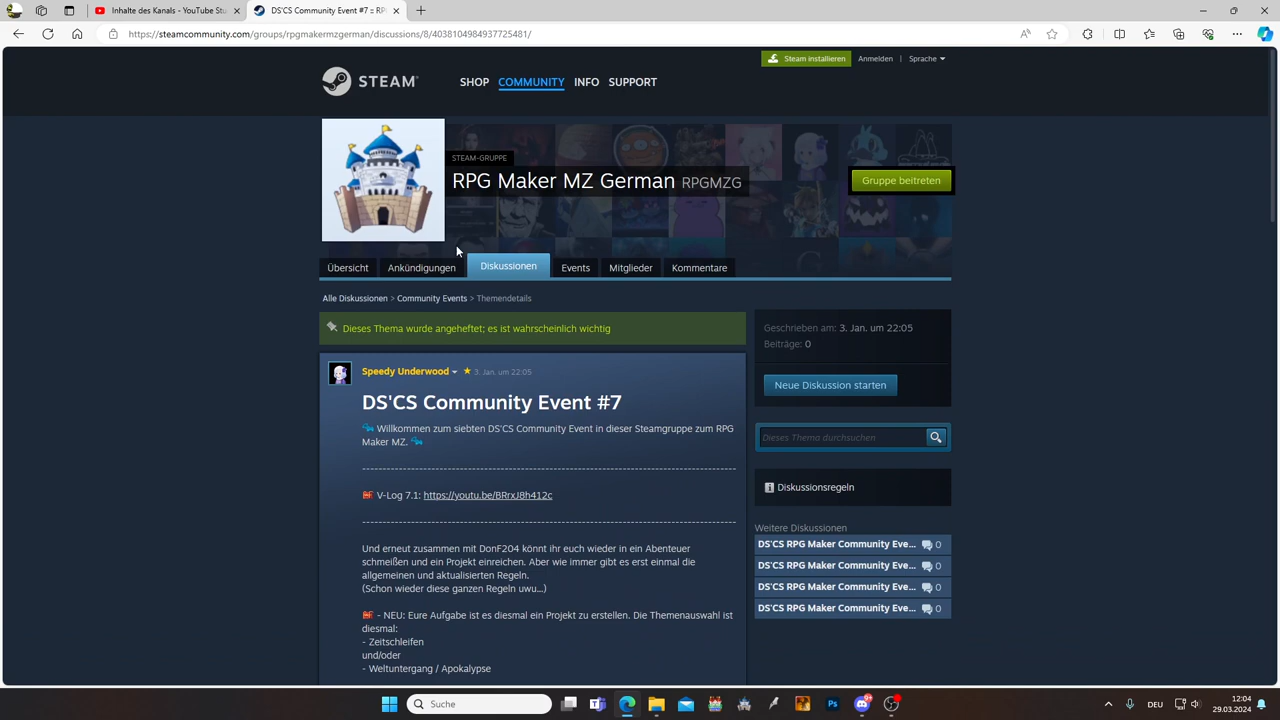 Inhalte des Kanals – YouTube Stu
DS'CS Community Event #7 :: RP
https://steamcommunity.com/groups/rpgmakermzgerman/discussions/8/4038104984937725481/
Steam installieren Anmelden | Sprache
STEAM SHOP COMMUNITY INFO SUPPORT
STEAM-GRUPPE
RPG Maker MZ German RPGMZG
Gruppe beitreten
Übersicht Ankündigungen Diskussionen Events Mitglieder Kommentare
Alle Diskussionen > Community Events > Themendetails
Dieses Thema wurde angeheftet; es ist wahrscheinlich wichtig
Speedy Underwood 3. Jan. um 22:05
DS'CS Community Event #7
Willkommen zum siebten DS'CS Community Event in dieser Steamgruppe zum RPG
Maker MZ.
V-Log 7.1: https://youtu.be/BRrxJ8h412c
Und erneut zusammen mit DonF204 könnt ihr euch wieder in ein Abenteuer
schmeißen und ein Projekt einreichen. Aber wie immer gibt es erst einmal die
allgemeinen und aktualisierten Regeln.
(Schon wieder diese ganzen Regeln uwu...)
- NEU: Eure Aufgabe ist es diesmal ein Projekt zu erstellen. Die Themenauswahl ist
diesmal:
- Zeitschleifen
und/oder
- Weltuntergang / Apokalypse
Geschrieben am: 3. Jan. um 22:05
Beiträge: 0
Neue Diskussion starten
Dieses Thema durchsuchen
Diskussionsregeln
Weitere Diskussionen
DS'CS RPG Maker Community Eve... 0
DS'CS RPG Maker Community Eve... 0
DS'CS RPG Maker Community Eve... 0
DS'CS RPG Maker Community Eve... 0
Suche
9+
DEU
12:04
29.03.2024